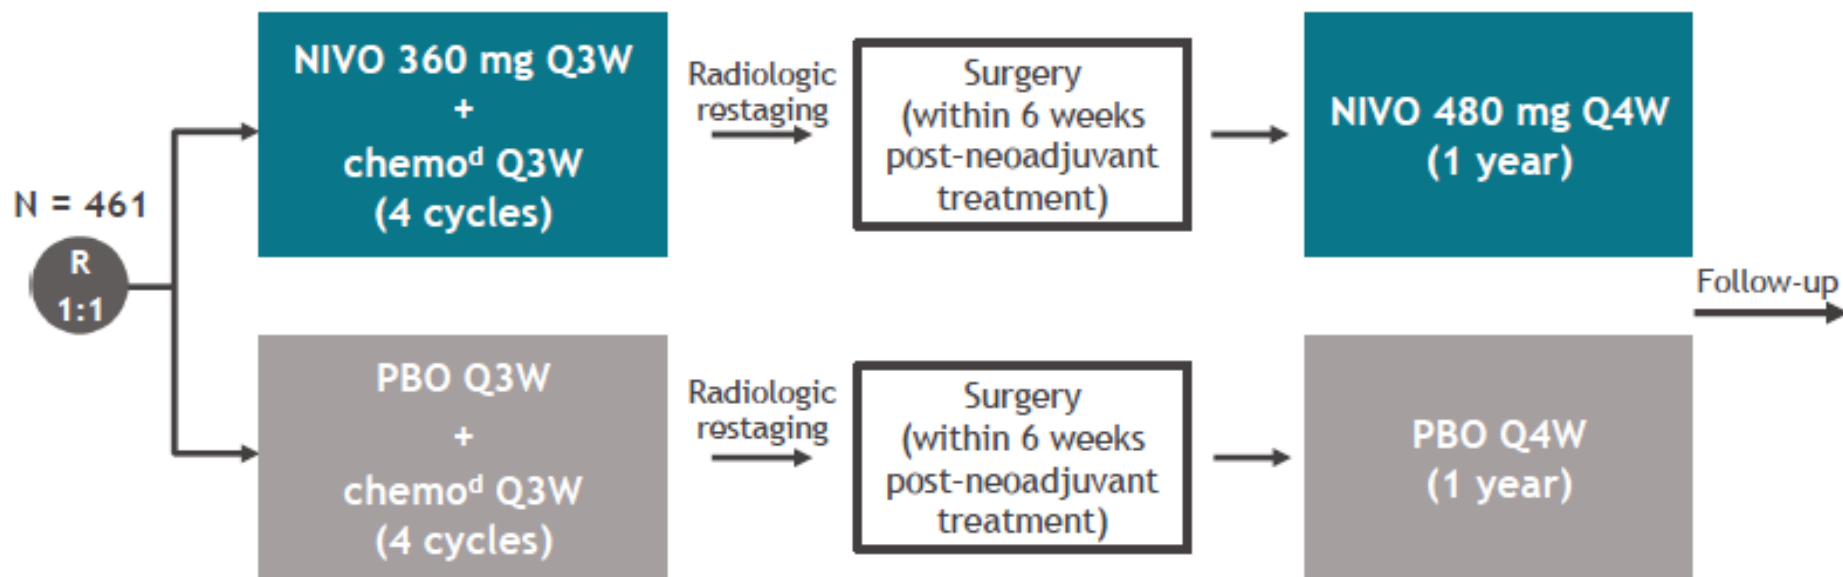 N = 461
R
1:1
NIVO 360 mg Q3W
+
chemoᵈ Q3W
(4 cycles)
Radiologic
restaging
Surgery
(within 6 weeks
post-neoadjuvant
treatment)
NIVO 480 mg Q4W
(1 year)
PBO Q3W
+
chemoᵈ Q3W
(4 cycles)
Radiologic
restaging
Surgery
(within 6 weeks
post-neoadjuvant
treatment)
PBO Q4W
(1 year)
Follow-up